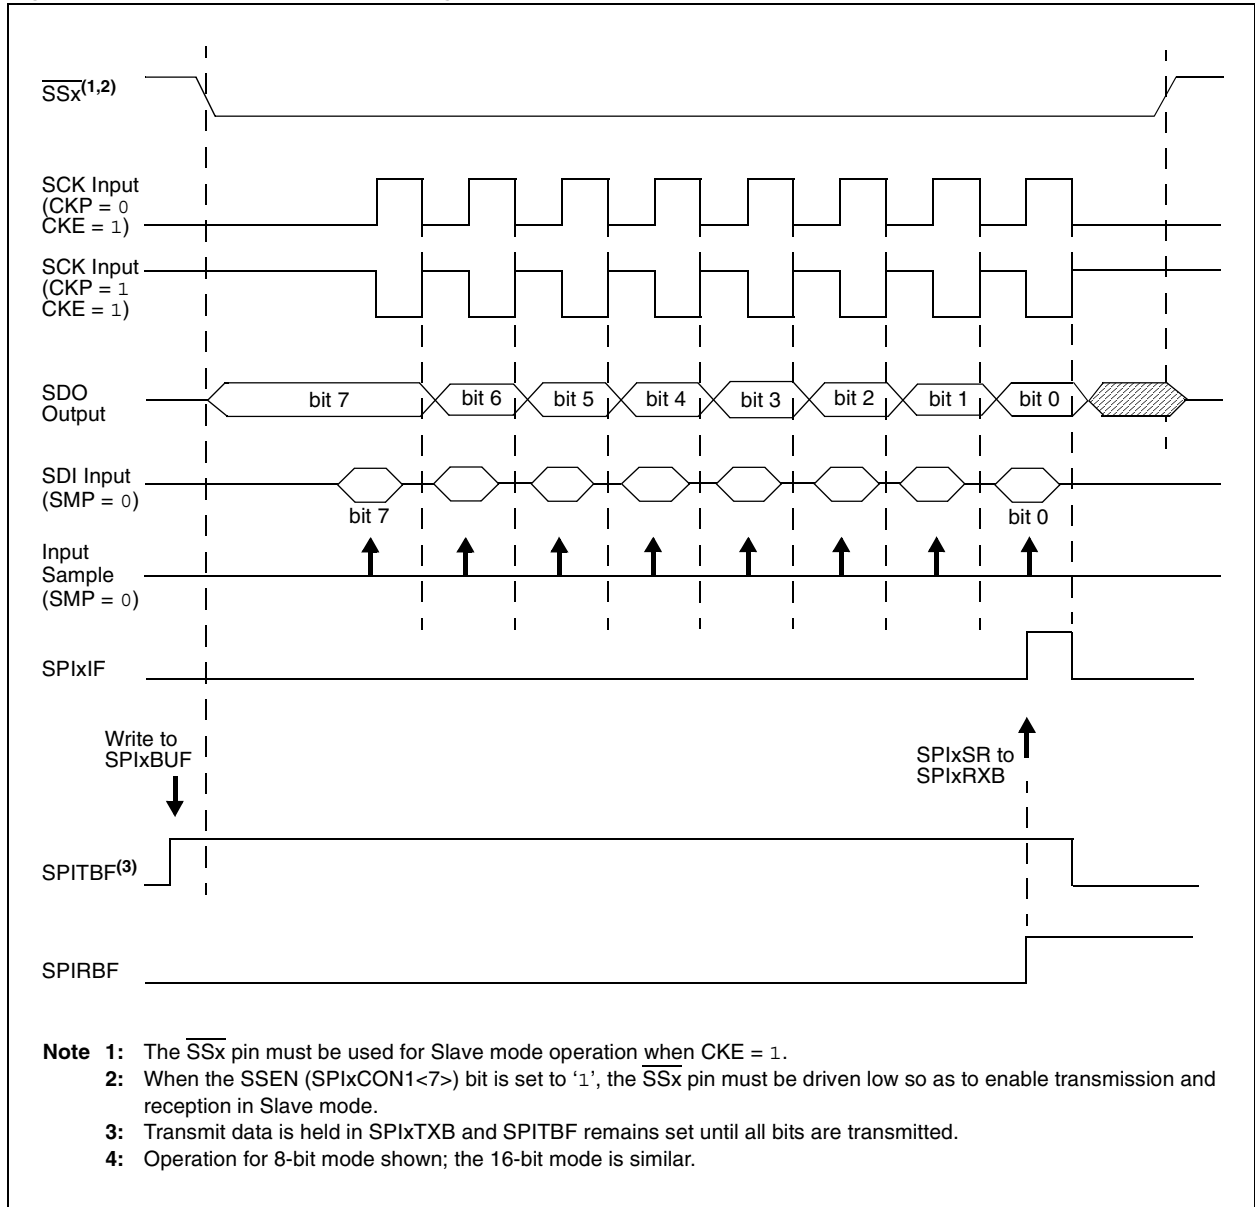 SSx(1,2)
SCK Input
(CKP = 0
CKE = 1)
SCK Input
(CKP = 1
CKE = 1)
SDO
Output
bit 7 bit 6 bit 5 bit 4 bit 3 bit 2 bit 1 bit 0
SDI Input
(SMP = 0)
bit 7 bit 0
Input
Sample
(SMP = 0)
SPIxIF
Write to
SPIxBUF
SPIxSR to
SPIxRXB
SPITBF(3)
SPIRBF
Note 1: The SSx pin must be used for Slave mode operation when CKE = 1.
2: When the SSEN (SPIxCON1<7>) bit is set to ‘1’, the SSx pin must be driven low so as to enable transmission and
reception in Slave mode.
3: Transmit data is held in SPIxTXB and SPITBF remains set until all bits are transmitted.
4: Operation for 8-bit mode shown; the 16-bit mode is similar.